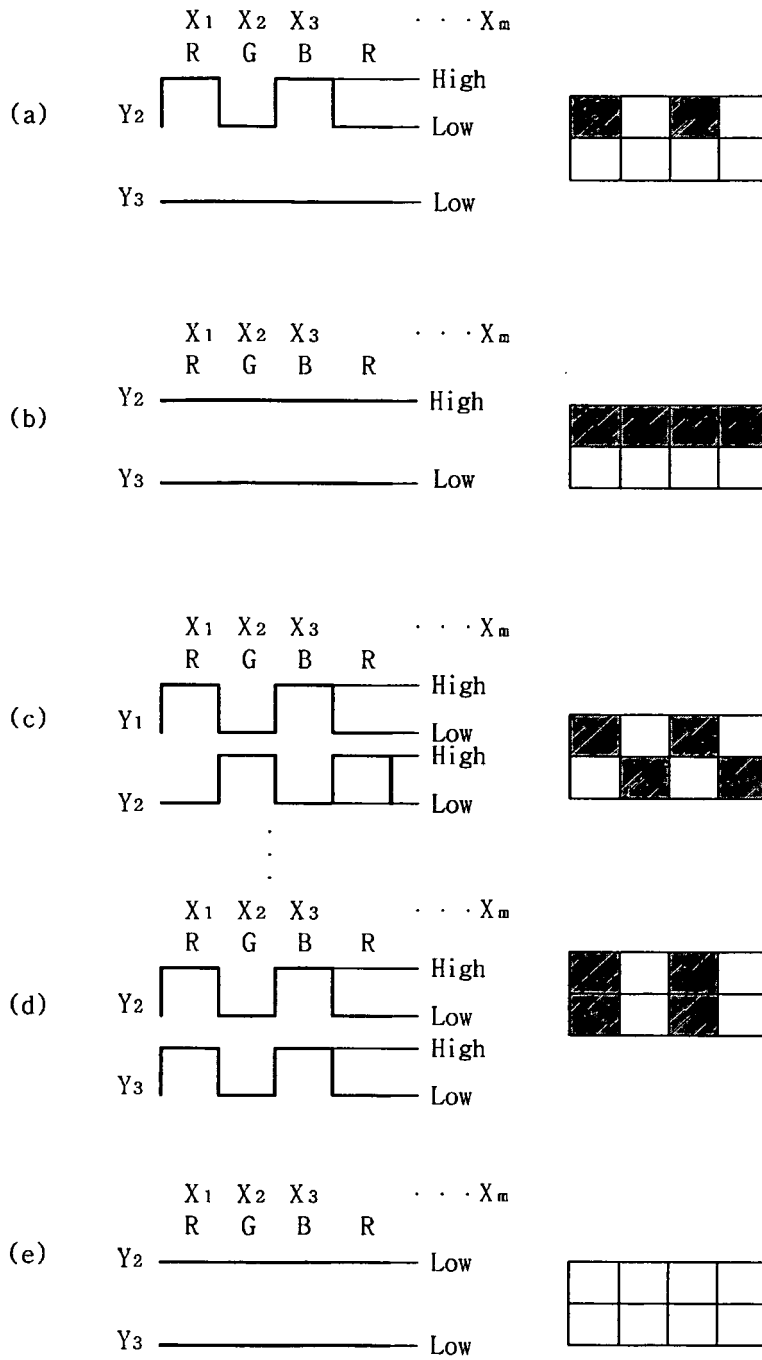 X1 X2 X3 · · · Xm
R G B R
High
(a) Y2 Low
Y3 Low
X1 X2 X3 · · · Xm
R G B R
Y2 High
(b)
Y3 Low
X1 X2 X3 · · · Xm
R G B R
High
(c) Y1 Low
High
Y2 Low
X1 X2 X3 · · · Xm
R G B R
High
(d) Y2 Low
High
Y3 Low
X1 X2 X3 · · · Xm
R G B R
(e) Y2 Low
Y3 Low